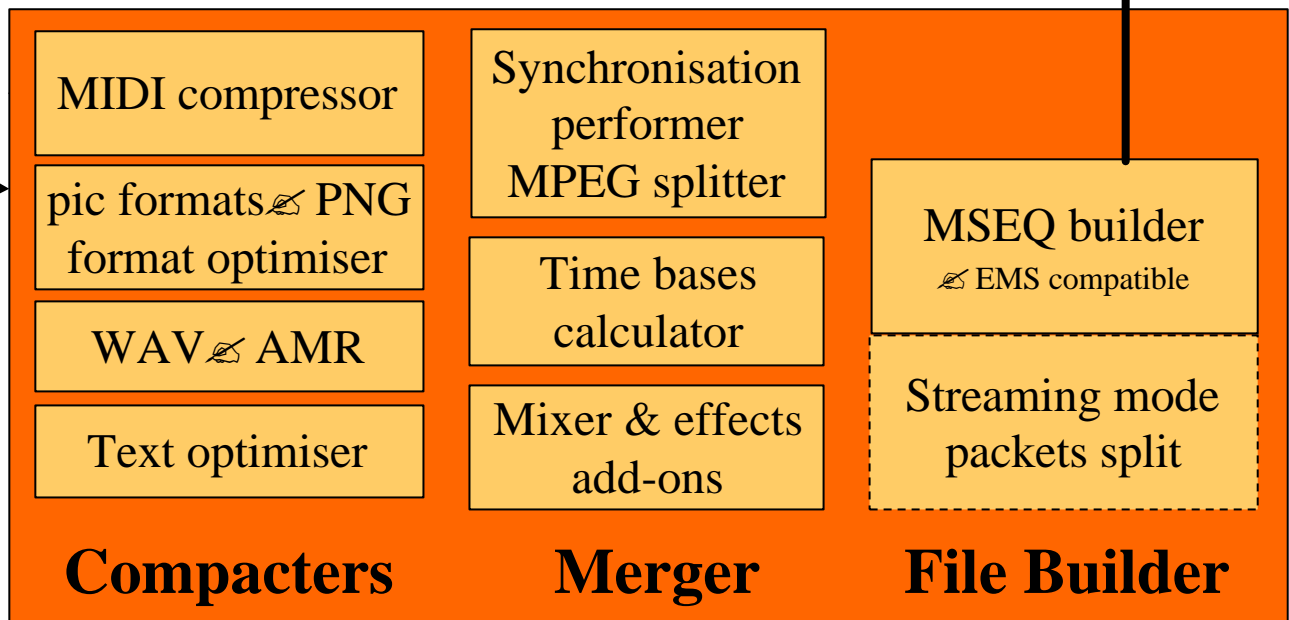 MIDI compressor
pic formats✍ PNG
format optimiser
WAV✍ AMR
Text optimiser
Compacters
Synchronisation
performer
MPEG splitter
Time bases
calculator
Mixer & effects
add-ons
Merger
MSEQ builder
✍ EMS compatible
Streaming mode
packets split
File Builder